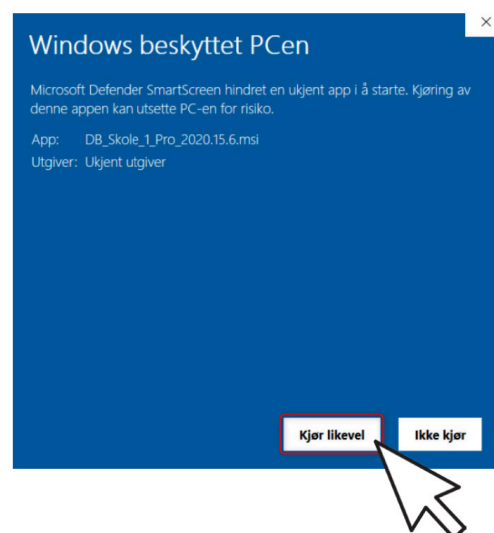 Windows beskyttet PCen
Microsoft Defender SmartScreen hindret en ukjent app i å starte. Kjøring av
denne appen kan utsette PC-en for risiko.
App: DB_Skole_1_Pro_2020.15.6.msi
Utgiver: Ukjent utgiver
Kjør likevel Ikke kjør